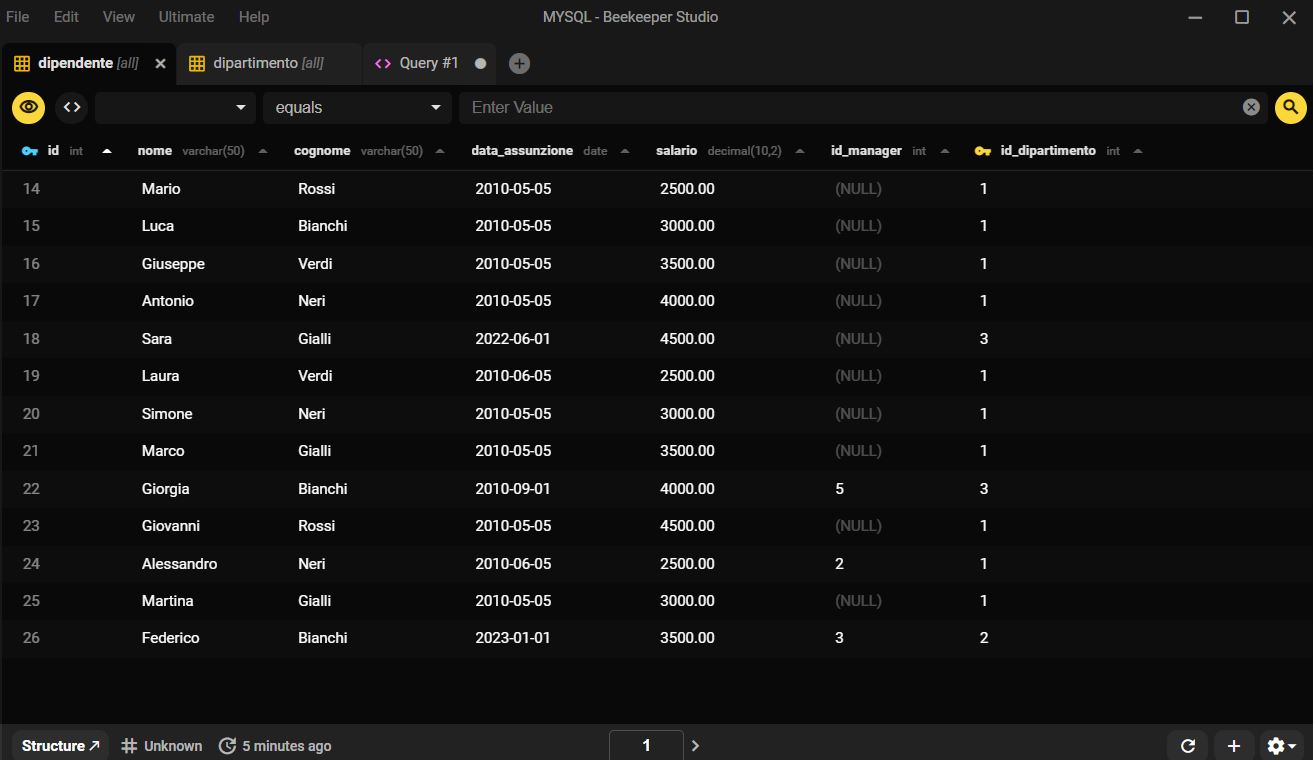 File Edit View Ultimate Help MYSQL - Beekeeper Studio
dipendente [all] dipartimento [all] Query #1
equals Enter Value
id int nome varchar(50) cognome varchar(50) data_assunzione date salario decimal(10,2) id_manager int id_dipartimento int
14 Mario Rossi 2010-05-05 2500.00 (NULL) 1
15 Luca Bianchi 2010-05-05 3000.00 (NULL) 1
16 Giuseppe Verdi 2010-05-05 3500.00 (NULL) 1
17 Antonio Neri 2010-05-05 4000.00 (NULL) 1
18 Sara Gialli 2022-06-01 4500.00 (NULL) 3
19 Laura Verdi 2010-06-05 2500.00 (NULL) 1
20 Simone Neri 2010-05-05 3000.00 (NULL) 1
21 Marco Gialli 2010-05-05 3500.00 (NULL) 1
22 Giorgia Bianchi 2010-09-01 4000.00 5 3
23 Giovanni Rossi 2010-05-05 4500.00 (NULL) 1
24 Alessandro Neri 2010-06-05 2500.00 2 1
25 Martina Gialli 2010-05-05 3000.00 (NULL) 1
26 Federico Bianchi 2023-01-01 3500.00 3 2
Structure Unknown 5 minutes ago 1